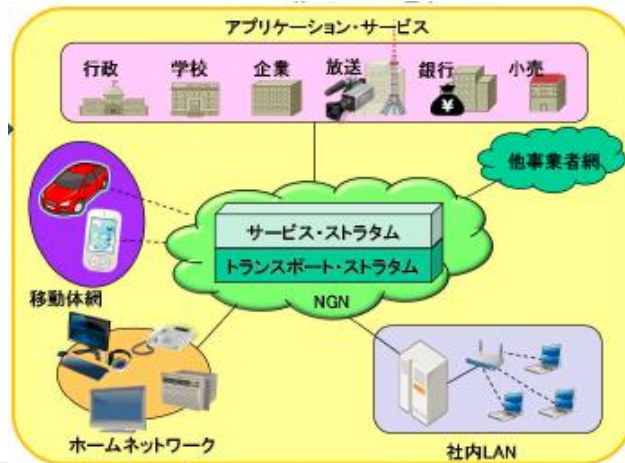 アプリケーション・サービス
行政 学校 企業 放送 銀行 小売
¥
他事業者網
サービス・ストラタム
トランスポート・ストラタム
NGN
移動体網
ホームネットワーク
社内LAN